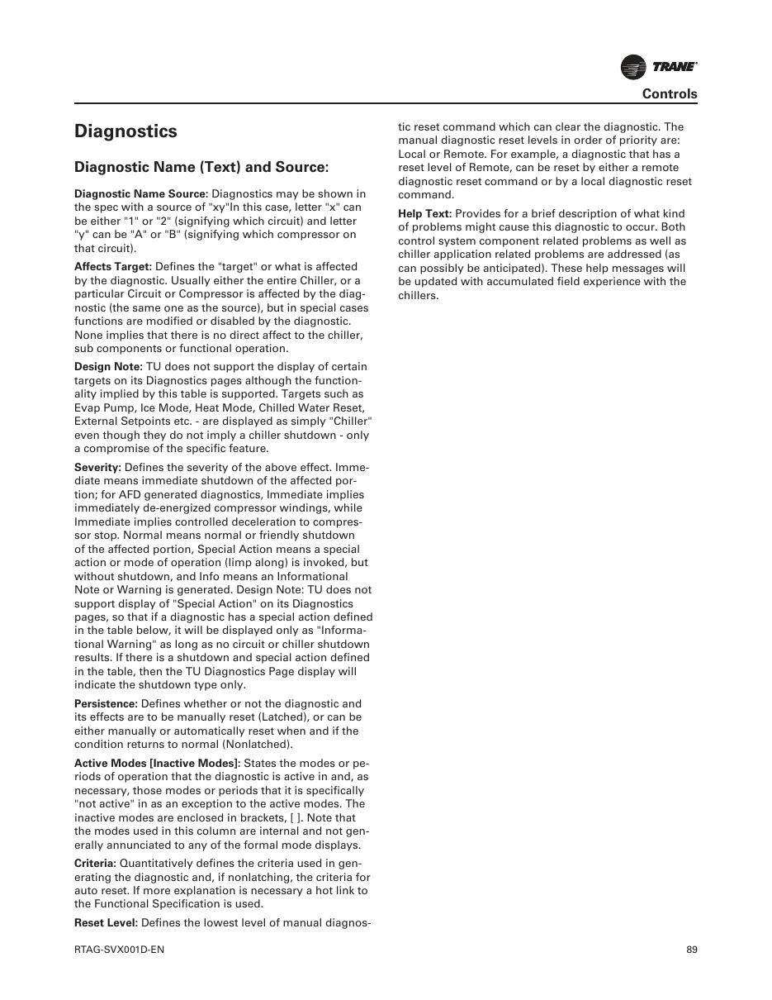 TRANE
Controls
Diagnostics
Diagnostic Name (Text) and Source:
Diagnostic Name Source: Diagnostics may be shown in
the spec with a source of "xy"In this case, letter "x" can
be either "1" or "2" (signifying which circuit) and letter
"y" can be "A" or "B" (signifying which compressor on
that circuit).
Affects Target: Defines the "target" or what is affected
by the diagnostic. Usually either the entire Chiller, or a
particular Circuit or Compressor is affected by the diag-
nostic (the same one as the source), but in special cases
functions are modified or disabled by the diagnostic.
None implies that there is no direct affect to the chiller,
sub components or functional operation.
Design Note: TU does not support the display of certain
targets on its Diagnostics pages although the function-
ality implied by this table is supported. Targets such as
Evap Pump, Ice Mode, Heat Mode, Chilled Water Reset,
External Setpoints etc. - are displayed as simply "Chiller"
even though they do not imply a chiller shutdown - only
a compromise of the specific feature.
Severity: Defines the severity of the above effect. Imme-
diate means immediate shutdown of the affected por-
tion; for AFD generated diagnostics, Immediate implies
immediately de-energized compressor windings, while
Immediate implies controlled deceleration to compres-
sor stop. Normal means normal or friendly shutdown
of the affected portion, Special Action means a special
action or mode of operation (limp along) is invoked, but
without shutdown, and Info means an Informational
Note or Warning is generated. Design Note: TU does not
support display of "Special Action" on its Diagnostics
pages, so that if a diagnostic has a special action defined
in the table below, it will be displayed only as "Informa-
tional Warning" as long as no circuit or chiller shutdown
results. If there is a shutdown and special action defined
in the table, then the TU Diagnostics Page display will
indicate the shutdown type only.
Persistence: Defines whether or not the diagnostic and
its effects are to be manually reset (Latched), or can be
either manually or automatically reset when and if the
condition returns to normal (Nonlatched).
Active Modes [Inactive Modes]: States the modes or pe-
riods of operation that the diagnostic is active in and, as
necessary, those modes or periods that it is specifically
"not active" in as an exception to the active modes. The
inactive modes are enclosed in brackets, [ ]. Note that
the modes used in this column are internal and not gen-
erally annunciated to any of the formal mode displays.
Criteria: Quantitatively defines the criteria used in gen-
erating the diagnostic and, if nonlatching, the criteria for
auto reset. If more explanation is necessary a hot link to
the Functional Specification is used.
Reset Level: Defines the lowest level of manual diagnos-
tic reset command which can clear the diagnostic. The
manual diagnostic reset levels in order of priority are:
Local or Remote. For example, a diagnostic that has a
reset level of Remote, can be reset by either a remote
diagnostic reset command or by a local diagnostic reset
command.
Help Text: Provides for a brief description of what kind
of problems might cause this diagnostic to occur. Both
control system component related problems as well as
chiller application related problems are addressed (as
can possibly be anticipated). These help messages will
be updated with accumulated field experience with the
chillers.
RTAG-SVX001D-EN
89